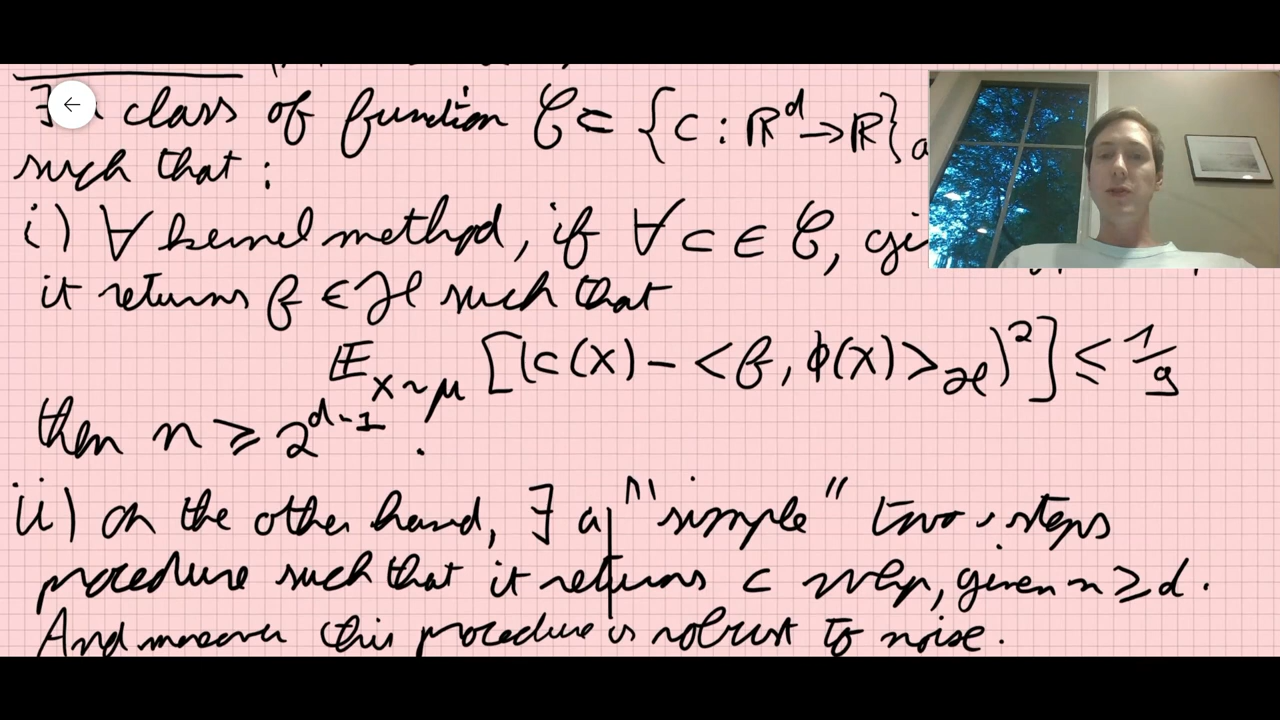 ∃ a class of function 𝒞 ⊂ {c : ℝ^d → ℝ} a
such that :
i) ∀ kernel method, if ∀ c ∈ 𝒞, gi
it returns f ∈ ℋ such that
𝔼_{x∼μ} [(c(x) − <f, φ(x)>_ℋ)^2] ≤ 1/9
then n ≥ 2^{d-1}.
ii) On the other hand, ∃ a "simple" two-steps
procedure such that it returns c whp, given n ≥ d.
And moreover this procedure is robust to noise.